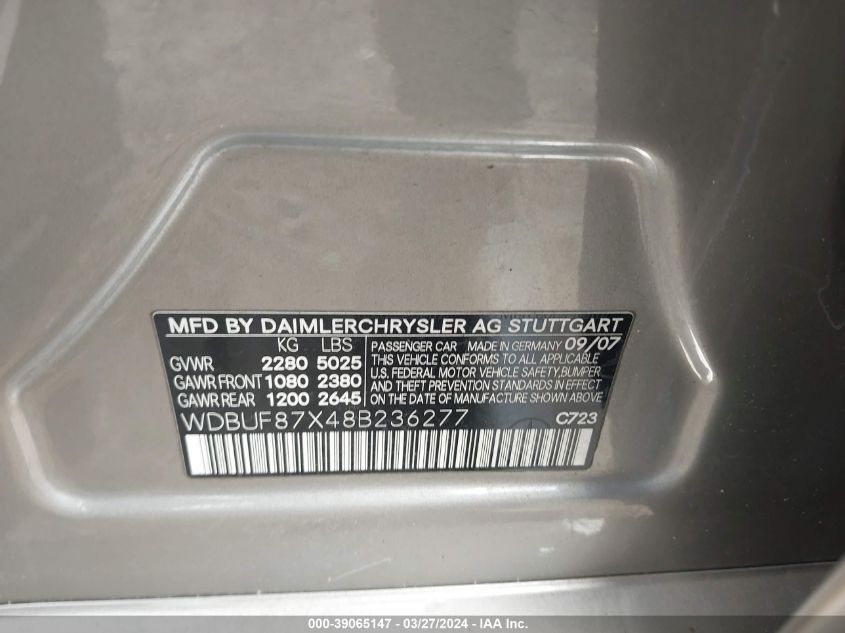 MFD BY DAIMLERCHRYSLER AG STUTTGART
KG LBS
GVWR 2280 5025
GAWR FRONT 1080 2380
GAWR REAR 1200 2645
PASSENGER CAR MADE IN GERMANY 09/07
THIS VEHICLE CONFORMS TO ALL APPLICABLE
U.S. FEDERAL MOTOR VEHICLE SAFETY, BUMPER
AND THEFT PREVENTION STANDARDS IN EFFECT
ON THE DATE OF MANUFACTURE SHOWN ABOVE.
WDBUF87X48B236277 C723
000-39065147 - 03/27/2024 - IAA Inc.